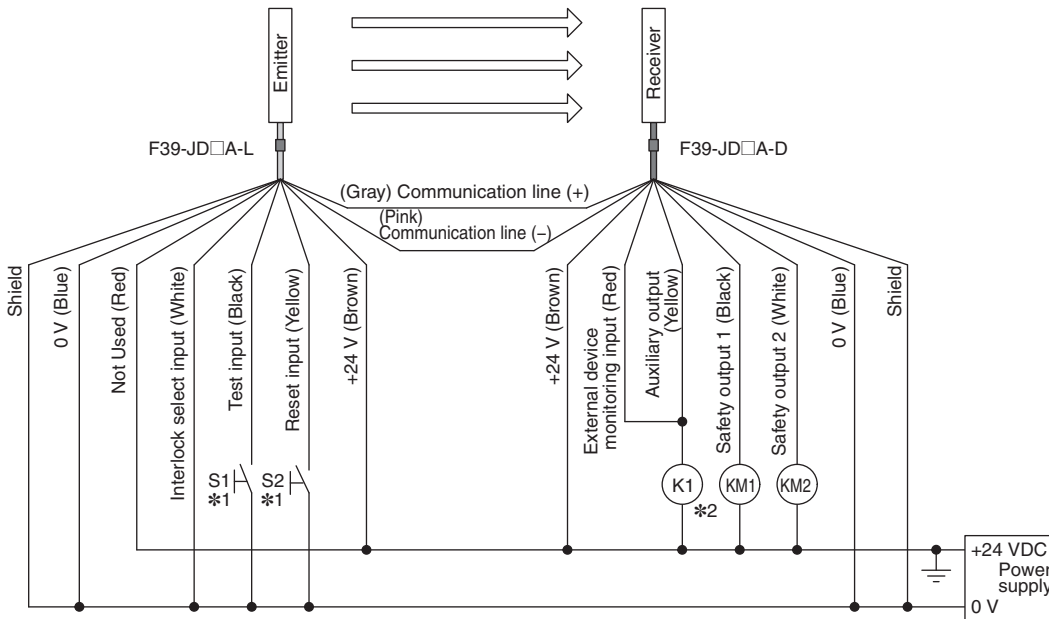 Emitter
Receiver
F39-JD□A-L
F39-JD□A-D
(Gray) Communication line (+)
(Pink)
Communication line (−)
Shield
0 V (Blue)
Not Used (Red)
Interlock select input (White)
Test input (Black)
Reset input (Yellow)
+24 V (Brown)
+24 V (Brown)
External device
monitoring input (Red)
Auxiliary output
(Yellow)
Safety output 1 (Black)
Safety output 2 (White)
0 V (Blue)
Shield
S1
*1
S2
*1
K1
*2
KM1
KM2
+24 VDC
Power
supply
0 V